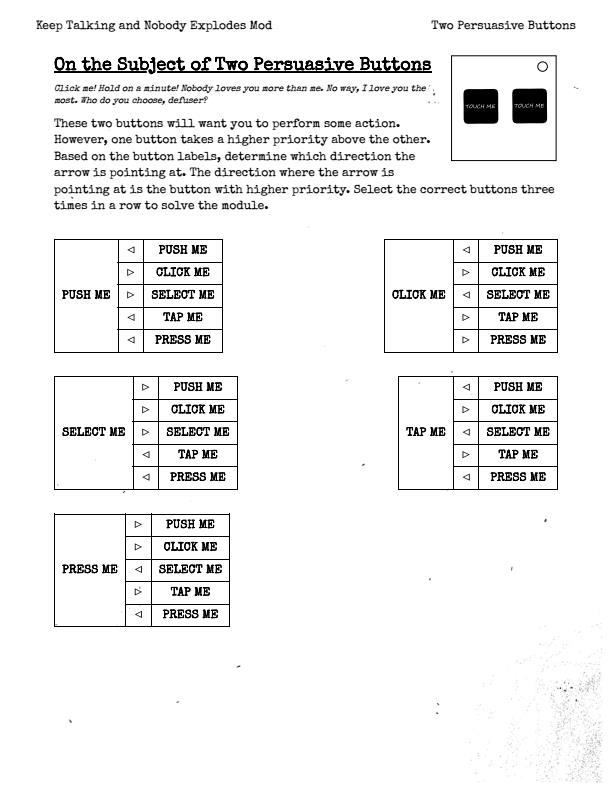 Keep Talking and Nobody Explodes Mod
Two Persuasive Buttons
On the Subject of Two Persuasive Buttons
Click me! Hold on a minute! Nobody loves you more than me. No way, I love you the
most. Who do you choose, defuser?
TOUCH ME
TOUCH ME
These two buttons will want you to perform some action.
However, one button takes a higher priority above the other.
Based on the button labels, determine which direction the
arrow is pointing at. The direction where the arrow is
pointing at is the button with higher priority. Select the correct buttons three
times in a row to solve the module.
PUSH ME
◁ PUSH ME
▷ CLICK ME
▷ SELECT ME
◁ TAP ME
◁ PRESS ME
CLICK ME
◁ PUSH ME
▷ CLICK ME
◁ SELECT ME
▷ TAP ME
▷ PRESS ME
SELECT ME
▷ PUSH ME
▷ CLICK ME
▷ SELECT ME
◁ TAP ME
◁ PRESS ME
TAP ME
◁ PUSH ME
▷ CLICK ME
◁ SELECT ME
▷ TAP ME
◁ PRESS ME
PRESS ME
▷ PUSH ME
▷ CLICK ME
◁ SELECT ME
▷ TAP ME
◁ PRESS ME